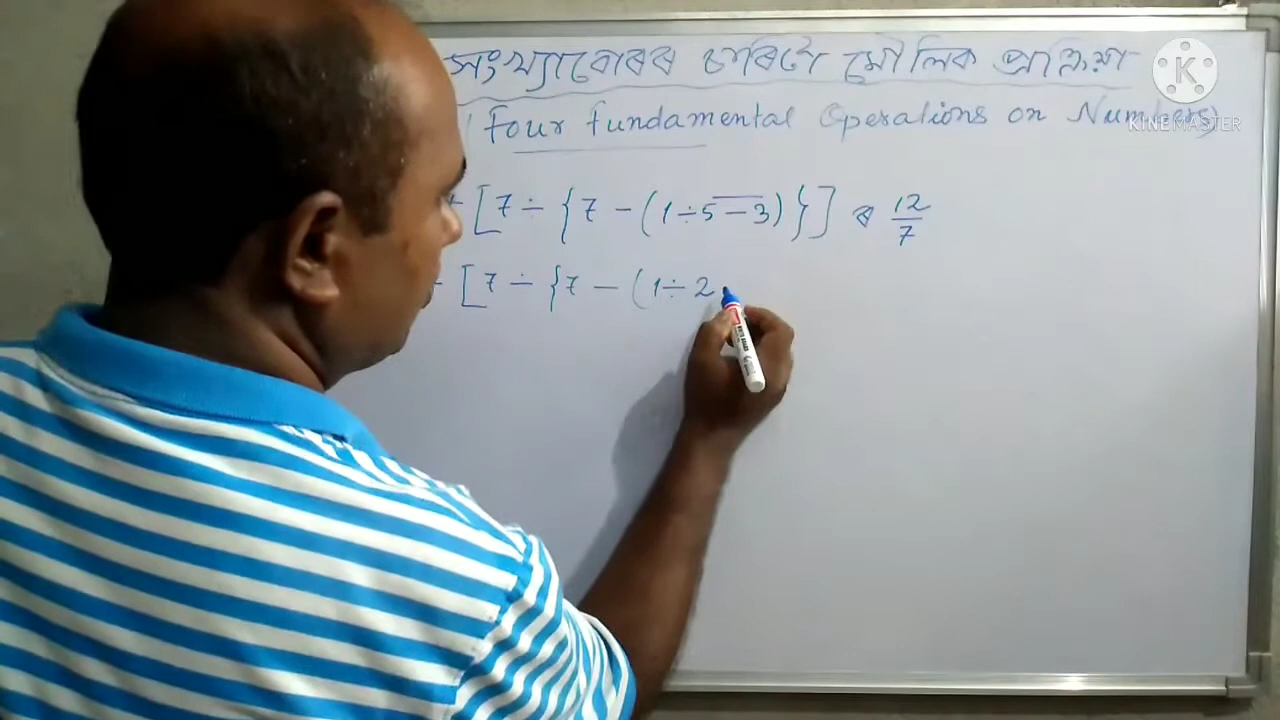 সংখ্যাবোৰৰ চাৰিটা মৌলিক প্ৰক্ৰিয়া
Four fundamental Operations on Numbers
K
KINEMASTER
[7 ÷ {7 - (1 ÷ 5̅ ̅-̅ ̅3̅)}] ৰ 12/7
[7 ÷ {7 - (1 ÷ 2